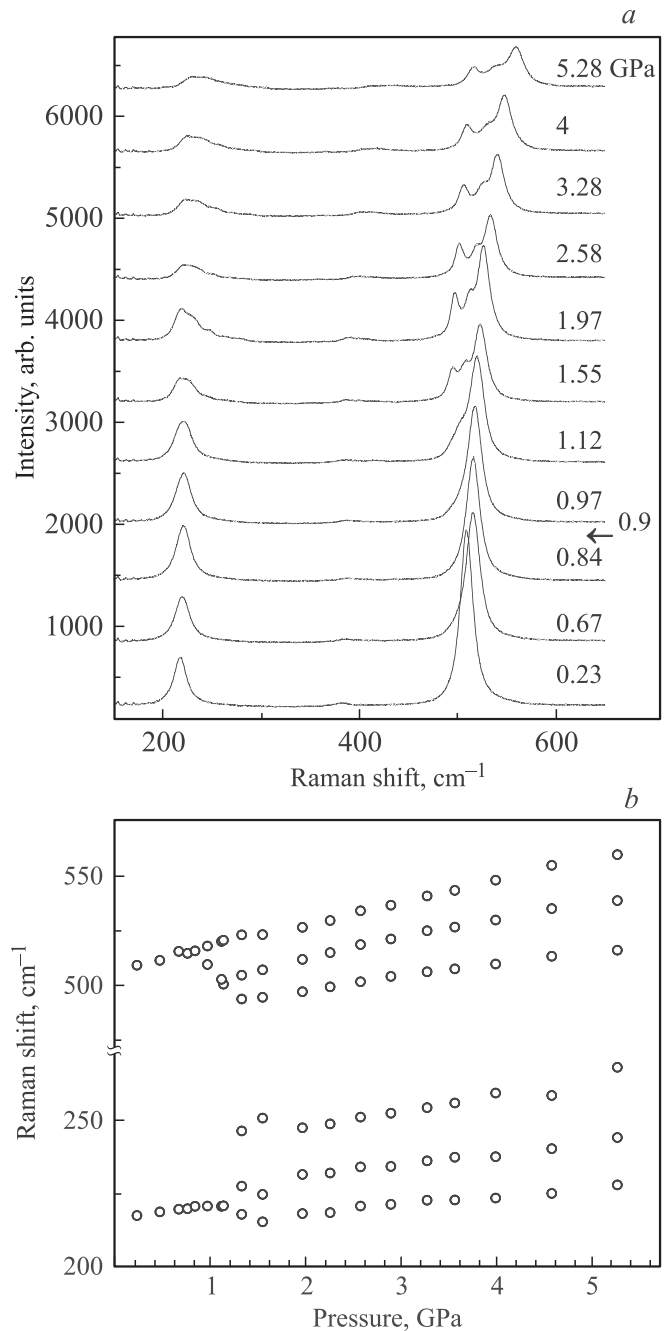 a
5.28 GPa
6000
4
5000
3.28
2.58
4000
1.97
1.55
3000
1.12
0.97
2000
← 0.9
0.84
1000
0.67
0.23
Intensity, arb. units
200 400 600
Raman shift, cm–1
b
550
500
250
200
Raman shift, cm–1
1 2 3 4 5
Pressure, GPa